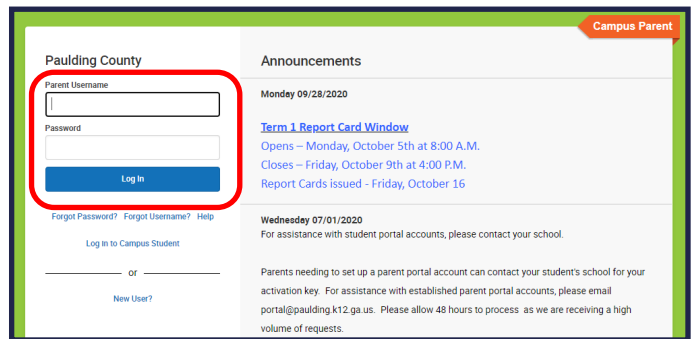 Campus Parent
Paulding County
Parent Username
Password
Log In
Forgot Password? Forgot Username? Help
Log In to Campus Student
or
New User?
Announcements
Monday 09/28/2020
Term 1 Report Card Window
Opens – Monday, October 5th at 8:00 A.M.
Closes – Friday, October 9th at 4:00 P.M.
Report Cards issued - Friday, October 16
Wednesday 07/01/2020
For assistance with student portal accounts, please contact your school.
Parents needing to set up a parent portal account can contact your student's school for your
activation key. For assistance with established parent portal accounts, please email
portal@paulding.k12.ga.us. Please allow 48 hours to process as we are receiving a high
volume of requests.